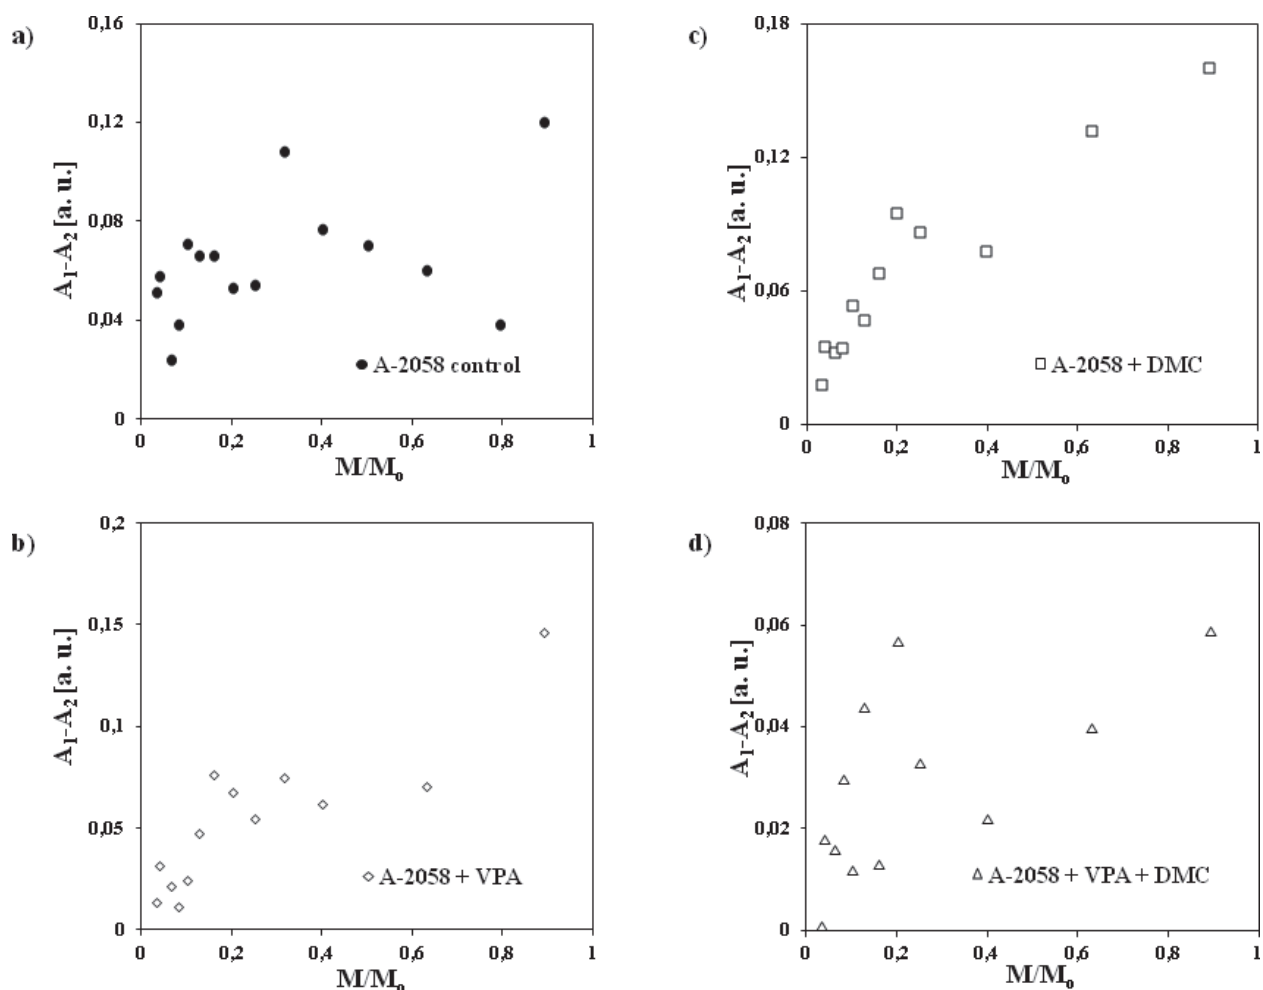 a)
0,16
0,12
0,08
0,04
0
A₁-A₂ [a. u.]
A-2058 control
0 0,2 0,4 0,6 0,8 1
M/Mₒ
c)
0,18
0,12
0,06
0
A₁-A₂ [a. u.]
A-2058 + DMC
0 0,2 0,4 0,6 0,8 1
M/Mₒ
b)
0,2
0,15
0,1
0,05
0
A₁-A₂ [a. u.]
A-2058 + VPA
0 0,2 0,4 0,6 0,8 1
M/Mₒ
d)
0,08
0,06
0,04
0,02
0
A₁-A₂ [a. u.]
A-2058 + VPA + DMC
0 0,2 0,4 0,6 0,8 1
M/Mₒ